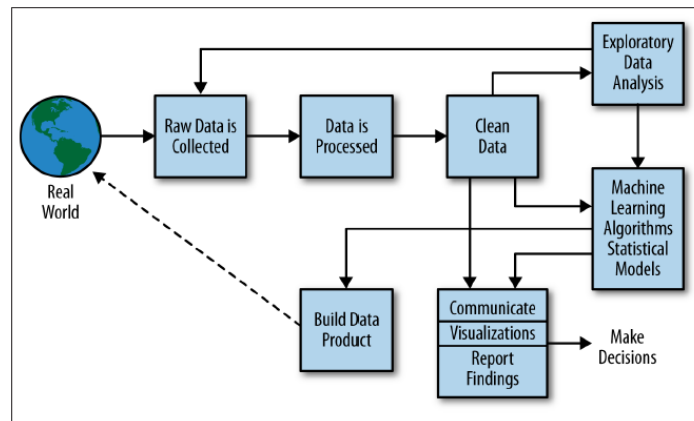 Exploratory
Data
Analysis
Raw Data is
Collected
Data is
Processed
Clean
Data
Real
World
Machine
Learning
Algorithms
Statistical
Models
Build Data
Product
Communicate
Visualizations
Report
Findings
Make
Decisions